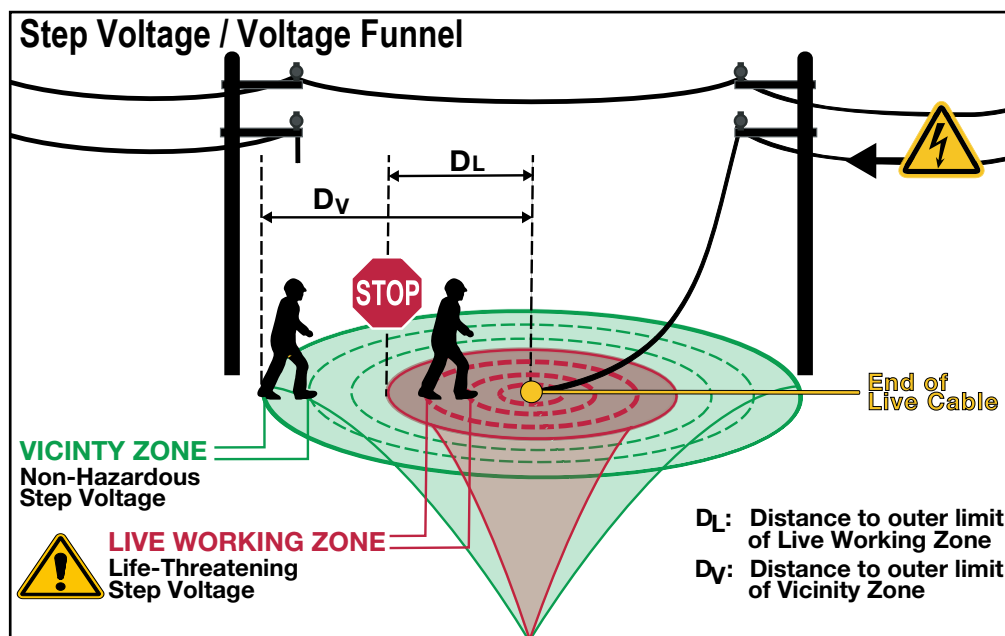 Step Voltage / Voltage Funnel
DL
DV
STOP
End of
Live Cable
VICINTY ZONE
Non-Hazardous
Step Voltage
LIVE WORKING ZONE
Life-Threatening
Step Voltage
DL: Distance to outer limit
of Live Working Zone
DV: Distance to outer limit
of Vicinity Zone